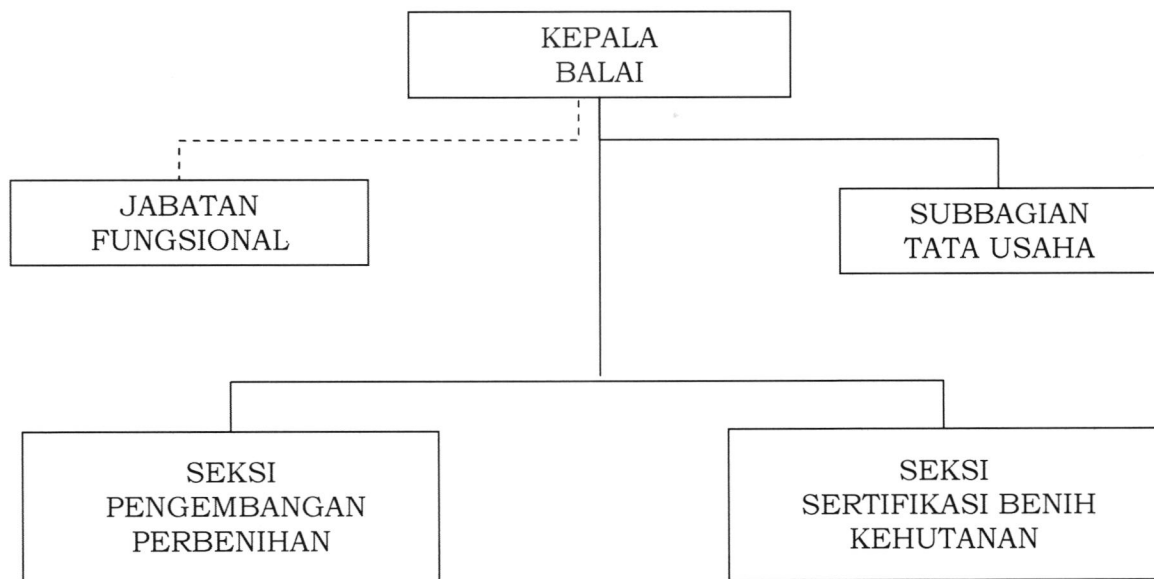 KEPALA
BALAI
JABATAN
FUNGSIONAL
SUBBAGIAN
TATA USAHA
SEKSI
PENGEMBANGAN
PERBENIHAN
SEKSI
SERTIFIKASI BENIH
KEHUTANAN